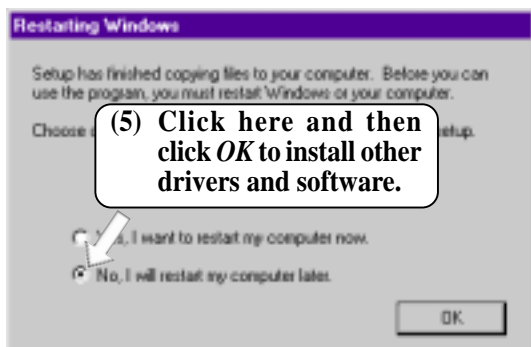 Restarting Windows
Setup has finished copying files to your computer. Before you can
use the program, you must restart Windows or your computer.
Choose setup.
(5) Click here and then
click OK to install other
drivers and software.
Yes, I want to restart my computer now.
No, I will restart my computer later.
OK